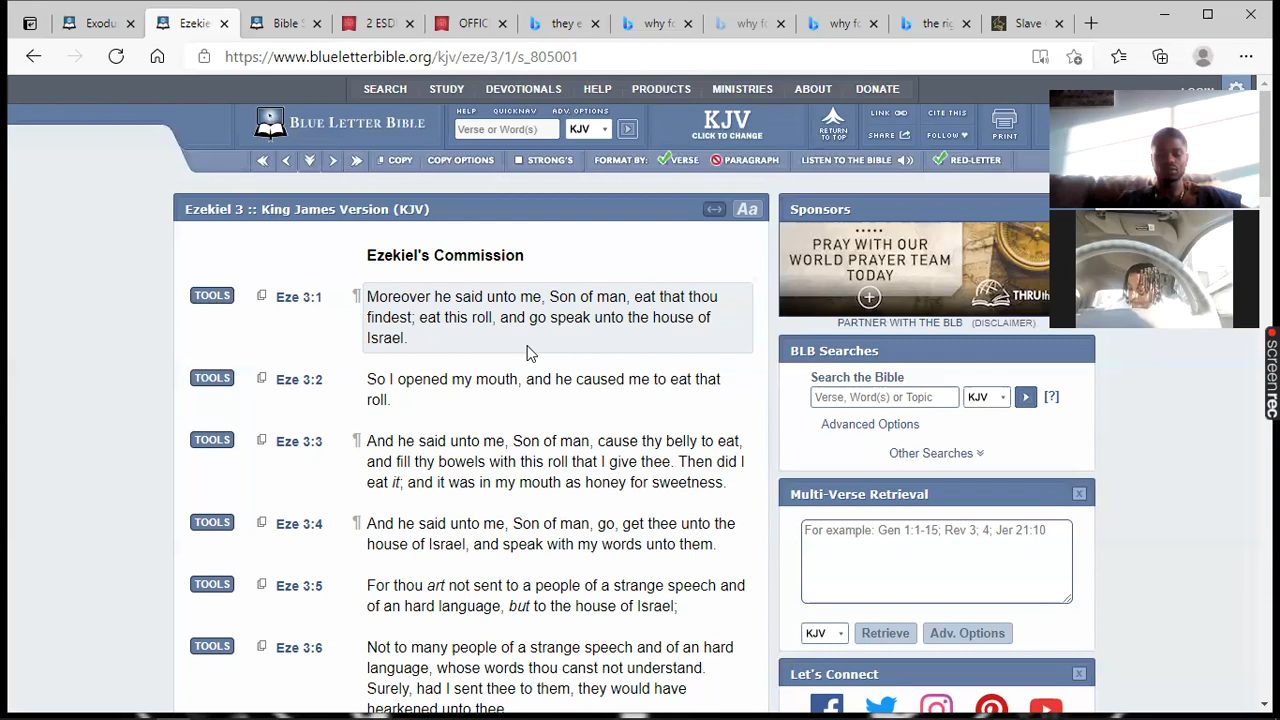 Exodu
Ezekie
Bible S
2 ESD
OFFIC
they e
why fo
why fo
why fo
the rig
Slave
https://www.blueletterbible.org/kjv/eze/3/1/s_805001
SEARCH STUDY DEVOTIONALS HELP PRODUCTS MINISTRIES ABOUT DONATE
BLUE LETTER BIBLE
HELP QUICKNAV ADV. OPTIONS
Verse or Word(s) KJV
KJV
CLICK TO CHANGE
RETURN
TO TOP
LINK
SHARE
CITE THIS
FOLLOW
PRINT
COPY COPY OPTIONS STRONG'S FORMAT BY: VERSE PARAGRAPH LISTEN TO THE BIBLE RED-LETTER
Ezekiel 3 :: King James Version (KJV)
Aa
Ezekiel's Commission
TOOLS Eze 3:1 ¶ Moreover he said unto me, Son of man, eat that thou
findest; eat this roll, and go speak unto the house of
Israel.
TOOLS Eze 3:2 So I opened my mouth, and he caused me to eat that
roll.
TOOLS Eze 3:3 ¶ And he said unto me, Son of man, cause thy belly to eat,
and fill thy bowels with this roll that I give thee. Then did I
eat it; and it was in my mouth as honey for sweetness.
TOOLS Eze 3:4 ¶ And he said unto me, Son of man, go, get thee unto the
house of Israel, and speak with my words unto them.
TOOLS Eze 3:5 For thou art not sent to a people of a strange speech and
of an hard language, but to the house of Israel;
TOOLS Eze 3:6 Not to many people of a strange speech and of an hard
language, whose words thou canst not understand.
Surely, had I sent thee to them, they would have
hearkened unto thee.
Sponsors
PRAY WITH OUR
WORLD PRAYER TEAM
TODAY
THRU
PARTNER WITH THE BLB (DISCLAIMER)
BLB Searches
Search the Bible
Verse, Word(s) or Topic KJV [?]
Advanced Options
Other Searches
Multi-Verse Retrieval
For example: Gen 1:1-15; Rev 3; 4; Jer 21:10
KJV Retrieve Adv. Options
Let's Connect
screenrec